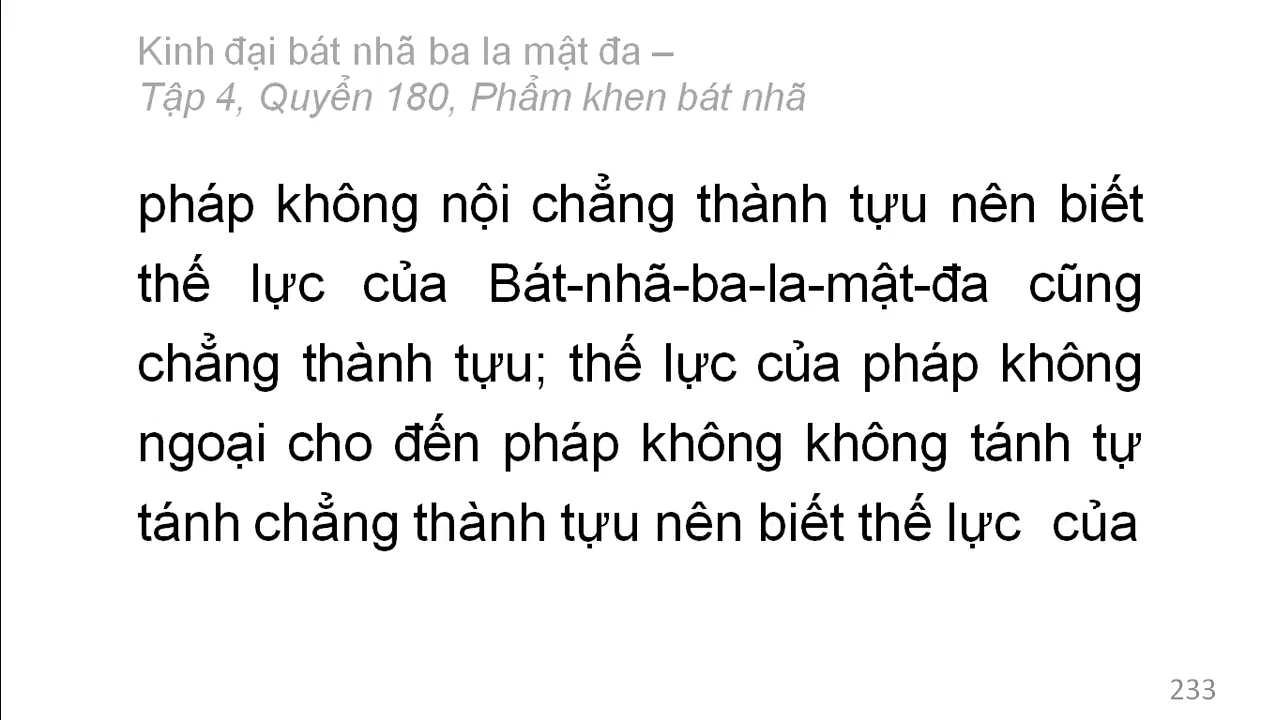 Kinh đại bát nhã ba la mật đa –
Tập 4, Quyển 180, Phẩm khen bát nhã
pháp không nội chẳng thành tựu nên biết
thế lực của Bát-nhã-ba-la-mật-đa cũng
chẳng thành tựu; thế lực của pháp không
ngoại cho đến pháp không không tánh tự
tánh chẳng thành tựu nên biết thế lực của
233